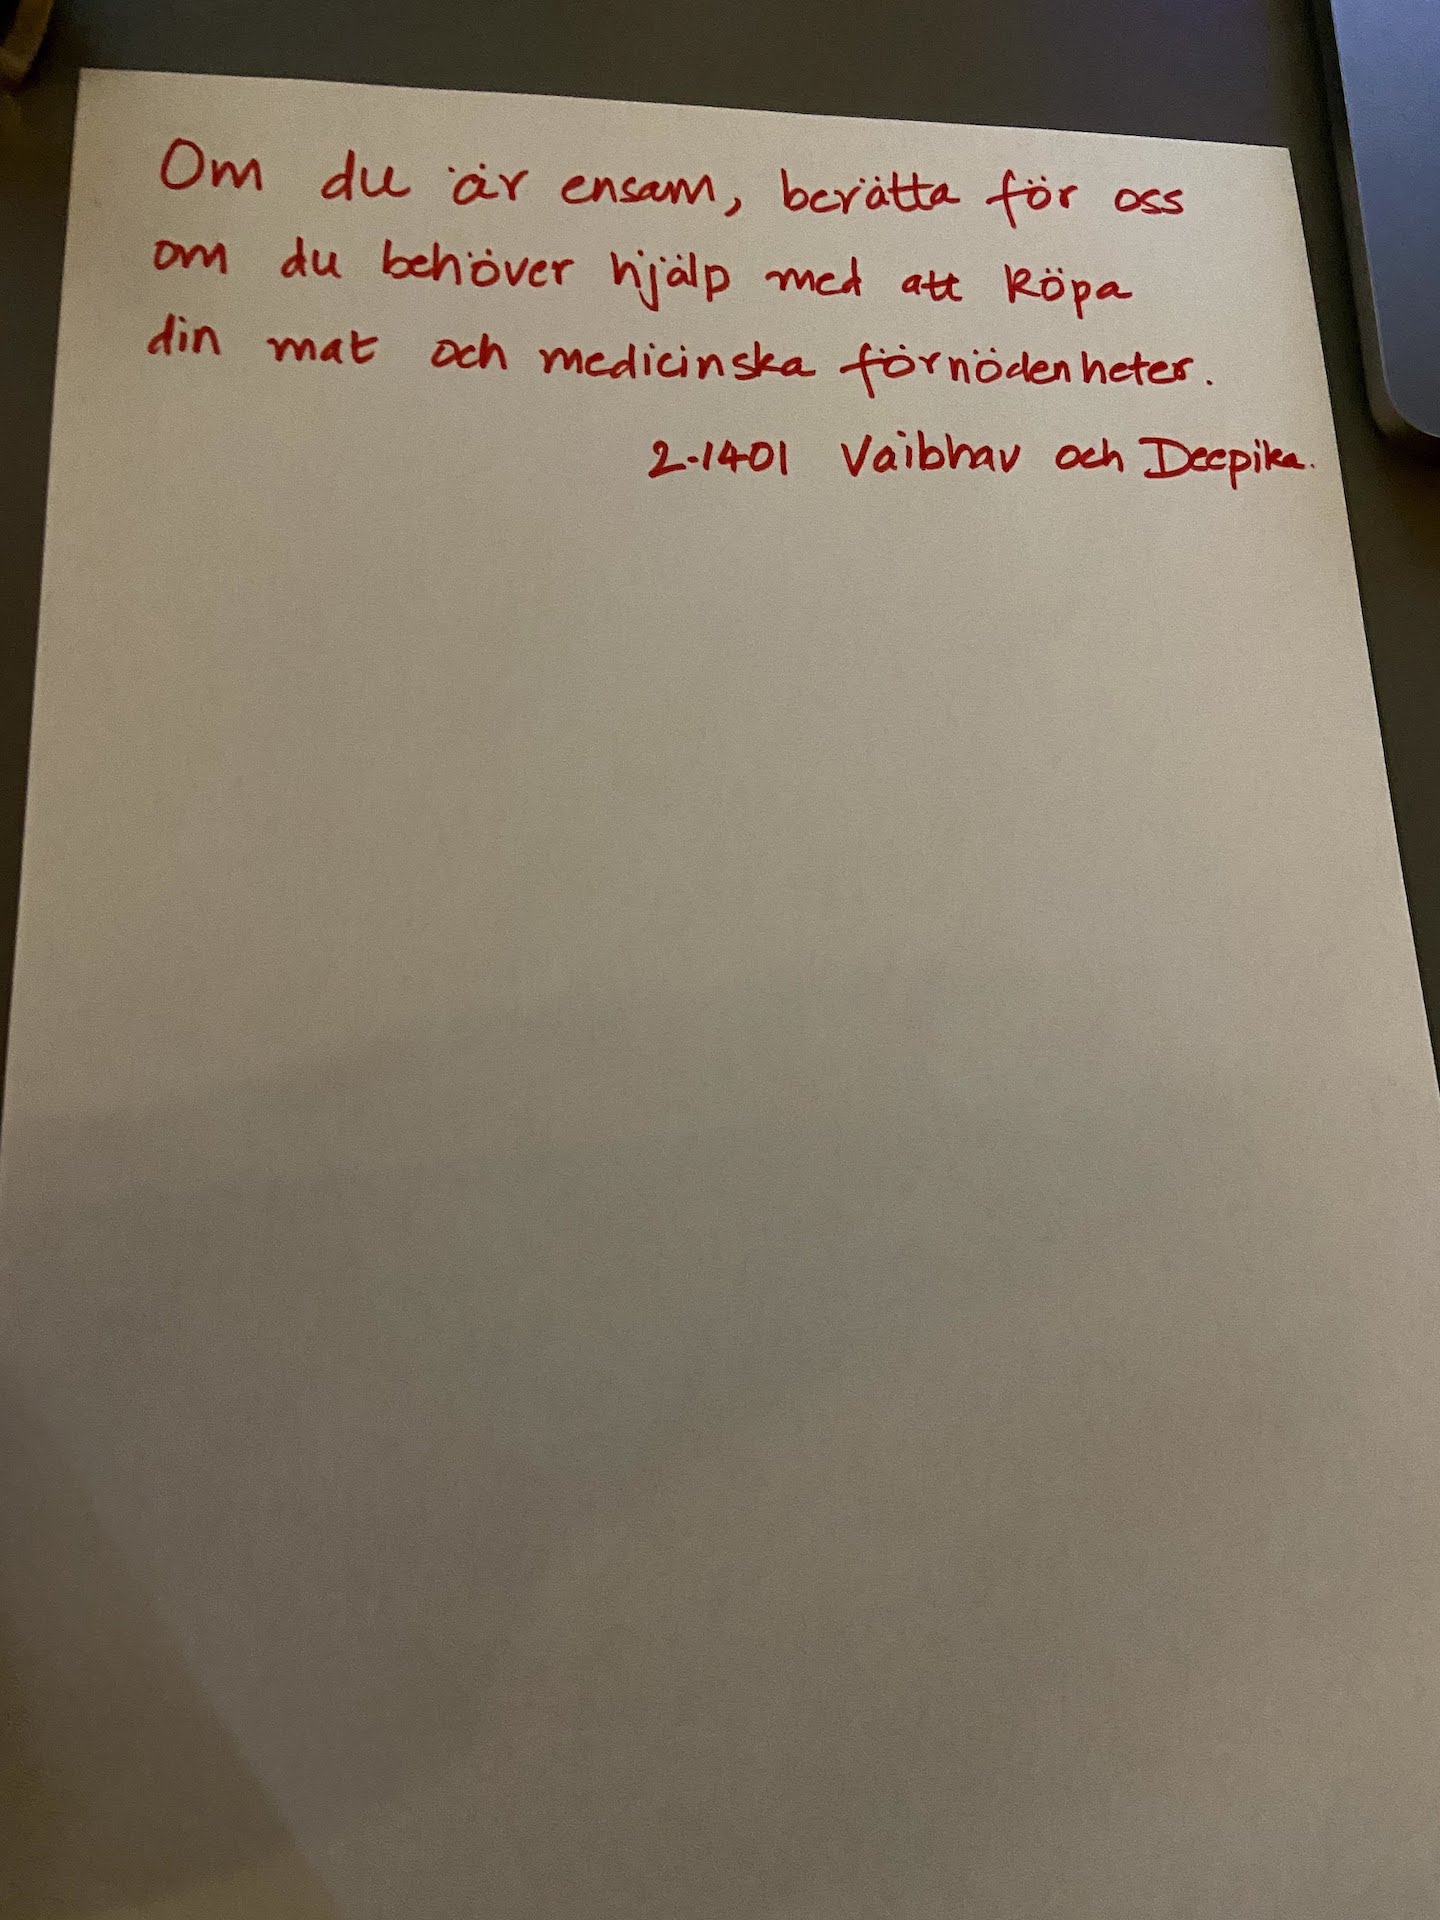 Om du är ensam, berätta för oss
om du behöver hjälp med att köpa
din mat och medicinska förnödenheter.
2-1401 Vaibhav och Deepika.